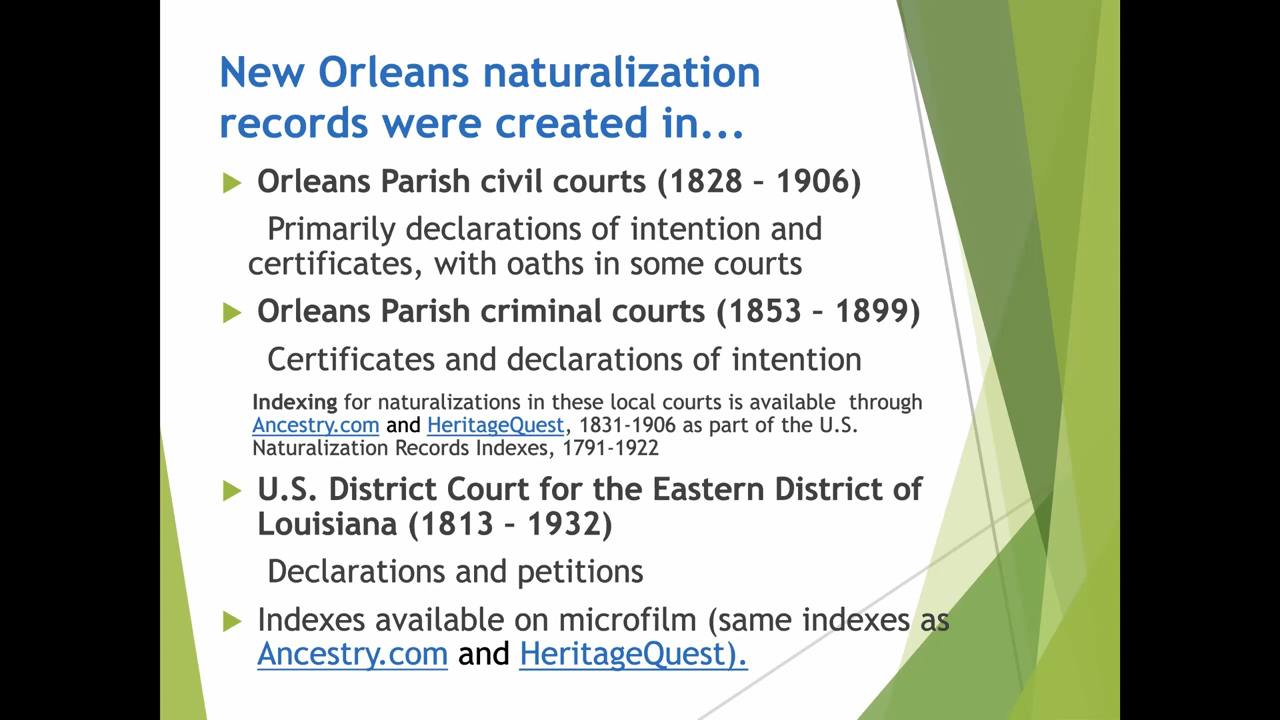 New Orleans naturalization
records were created in...
Orleans Parish civil courts (1828 – 1906)
Primarily declarations of intention and
certificates, with oaths in some courts
Orleans Parish criminal courts (1853 – 1899)
Certificates and declarations of intention
Indexing for naturalizations in these local courts is available  through
Ancestry.com and HeritageQuest, 1831-1906 as part of the U.S.
Naturalization Records Indexes, 1791-1922
U.S. District Court for the Eastern District of
Louisiana (1813 – 1932)
Declarations and petitions
Indexes available on microfilm (same indexes as
Ancestry.com and HeritageQuest).